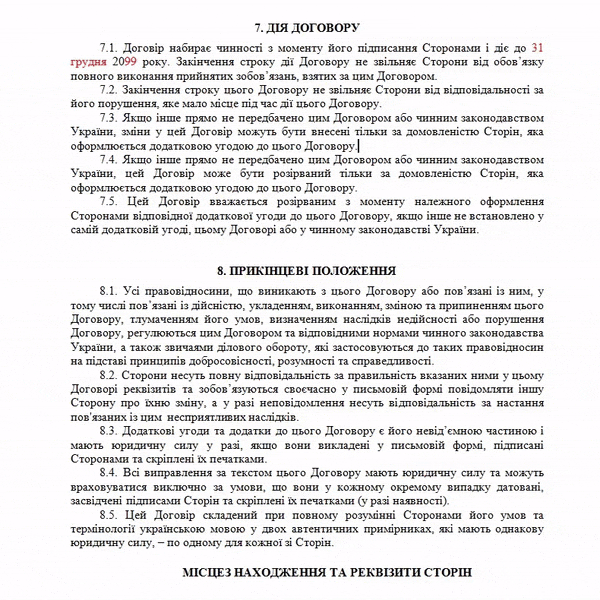 7. ДІЯ ДОГОВОРУ
7.1. Договір набирає чинності з моменту його підписання Сторонами і діє до 31
грудня 2099 року. Закінчення строку дії Договору не звільняє Сторони від обов’язку
повного виконання прийнятих зобов’язань, взятих за цим Договором.
7.2. Закінчення строку цього Договору не звільняє Сторони від відповідальності за
його порушення, яке мало місце під час дії цього Договору.
7.3. Якщо інше прямо не передбачено цим Договором або чинним законодавством
України, зміни у цей Договір можуть бути внесені тільки за домовленістю Сторін, яка
оформлюється додатковою угодою до цього Договору.
7.4. Якщо інше прямо не передбачено цим Договором або чинним законодавством
України, цей Договір може бути розірваний тільки за домовленістю Сторін, яка
оформлюється додатковою угодою до цього Договору.
7.5. Цей Договір вважається розірваним з моменту належного оформлення
Сторонами відповідної додаткової угоди до цього Договору, якщо інше не встановлено у
самій додатковій угоді, цьому Договорі або у чинному законодавстві України.
8. ПРИКІНЦЕВІ ПОЛОЖЕННЯ
8.1. Усі правовідносини, що виникають з цього Договору або пов’язані із ним, у
тому числі пов’язані із дійсністю, укладенням, виконанням, зміною та припиненням цього
Договору, тлумаченням його умов, визначенням наслідків недійсності або порушення
Договору, регулюються цим Договором та відповідними нормами чинного законодавства
України, а також звичаями ділового обороту, які застосовуються до таких правовідносин
на підставі принципів добросовісності, розумності та справедливості.
8.2. Сторони несуть повну відповідальність за правильність вказаних ними у цьому
Договорі реквізитів та зобов’язуються своєчасно у письмовій формі повідомляти іншу
Сторону про їхню зміну, а у разі неповідомлення несуть відповідальність за настання
пов'язаних із цим несприятливих наслідків.
8.3. Додаткові угоди та додатки до цього Договору є його невід’ємною частиною і
мають юридичну силу у разі, якщо вони викладені у письмовій формі, підписані
Сторонами та скріплені їх печатками.
8.4. Всі виправлення за текстом цього Договору мають юридичну силу та можуть
враховуватися виключно за умови, що вони у кожному окремому випадку датовані,
засвідчені підписами Сторін та скріплені їх печатками (у разі наявності).
8.5. Цей Договір складений при повному розумінні Сторонами його умов та
термінології українською мовою у двох автентичних примірниках, які мають однакову
юридичну силу, – по одному для кожної зі Сторін.
МІСЦЕЗ НАХОДЖЕННЯ ТА РЕКВІЗИТИ СТОРІН